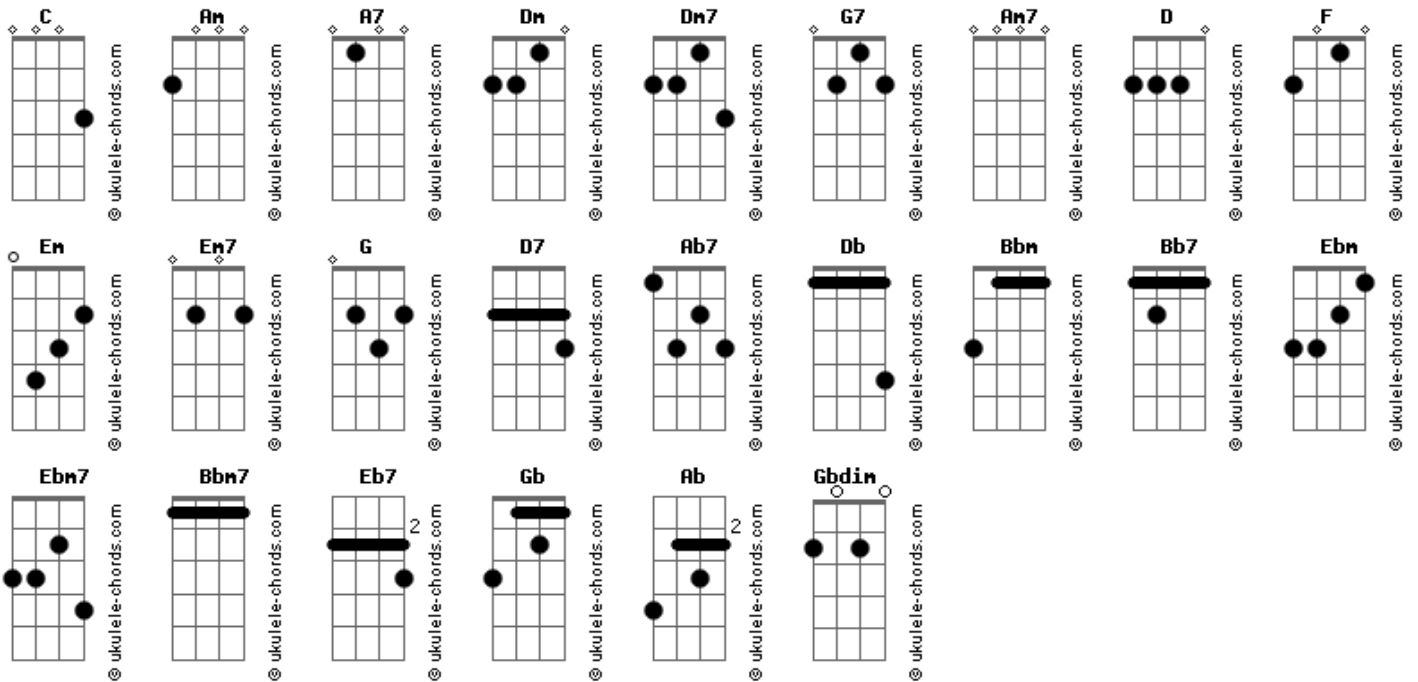 C Am A7 Dm Dm7 G7 Am7 D F
© ukulele-chords.com © ukulele-chords.com © ukulele-chords.com © ukulele-chords.com © ukulele-chords.com © ukulele-chords.com © ukulele-chords.com © ukulele-chords.com © ukulele-chords.com
Em Em7 G D7 Ab7 Db Bbm Bb7 Ebm
© ukulele-chords.com © ukulele-chords.com © ukulele-chords.com © ukulele-chords.com © ukulele-chords.com © ukulele-chords.com © ukulele-chords.com © ukulele-chords.com © ukulele-chords.com
Ebm7 Bbm7 Eb7 Gb Ab Gbdim
2 2
© ukulele-chords.com © ukulele-chords.com © ukulele-chords.com © ukulele-chords.com © ukulele-chords.com © ukulele-chords.com